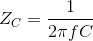 Z_C = \frac{1}{2\pi f C}